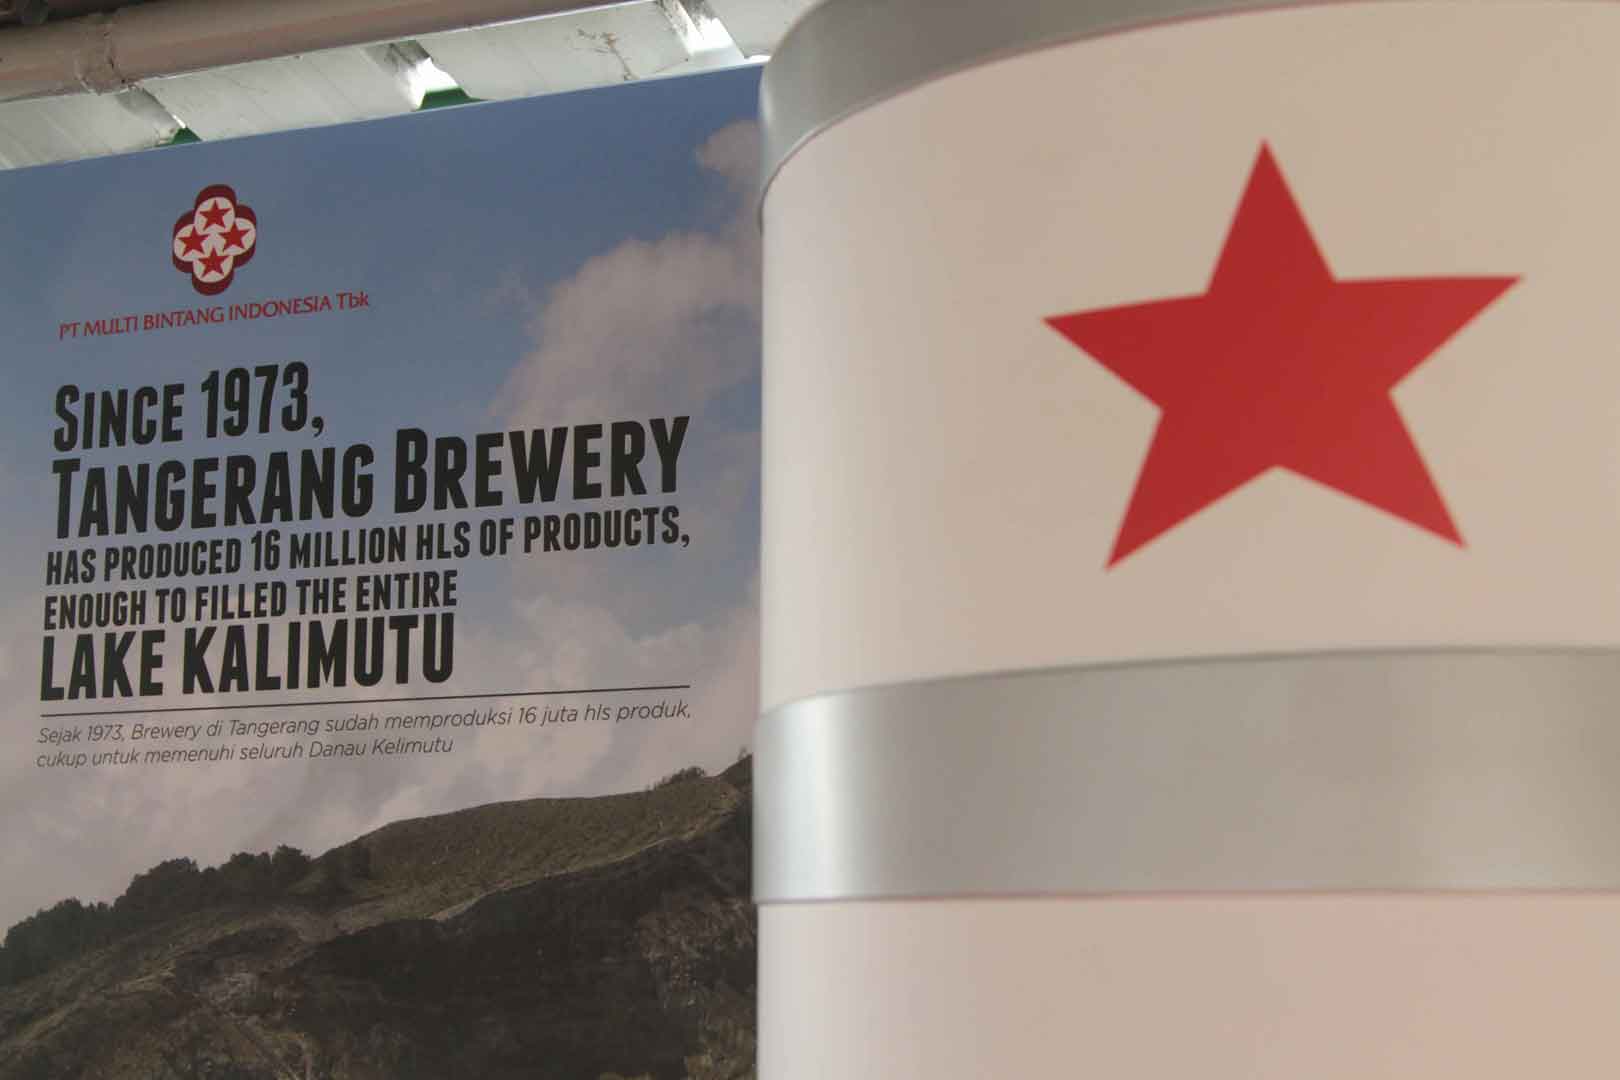 PT MULTI BINTANG INDONESIA Tbk
SINCE 1973,
TANGERANG BREWERY
HAS PRODUCED 16 MILLION HLS OF PRODUCTS,
ENOUGH TO FILLED THE ENTIRE
LAKE KALIMUTU
Sejak 1973, Brewery di Tangerang sudah memproduksi 16 juta hls produk,
cukup untuk memenuhi seluruh Danau Kelimutu